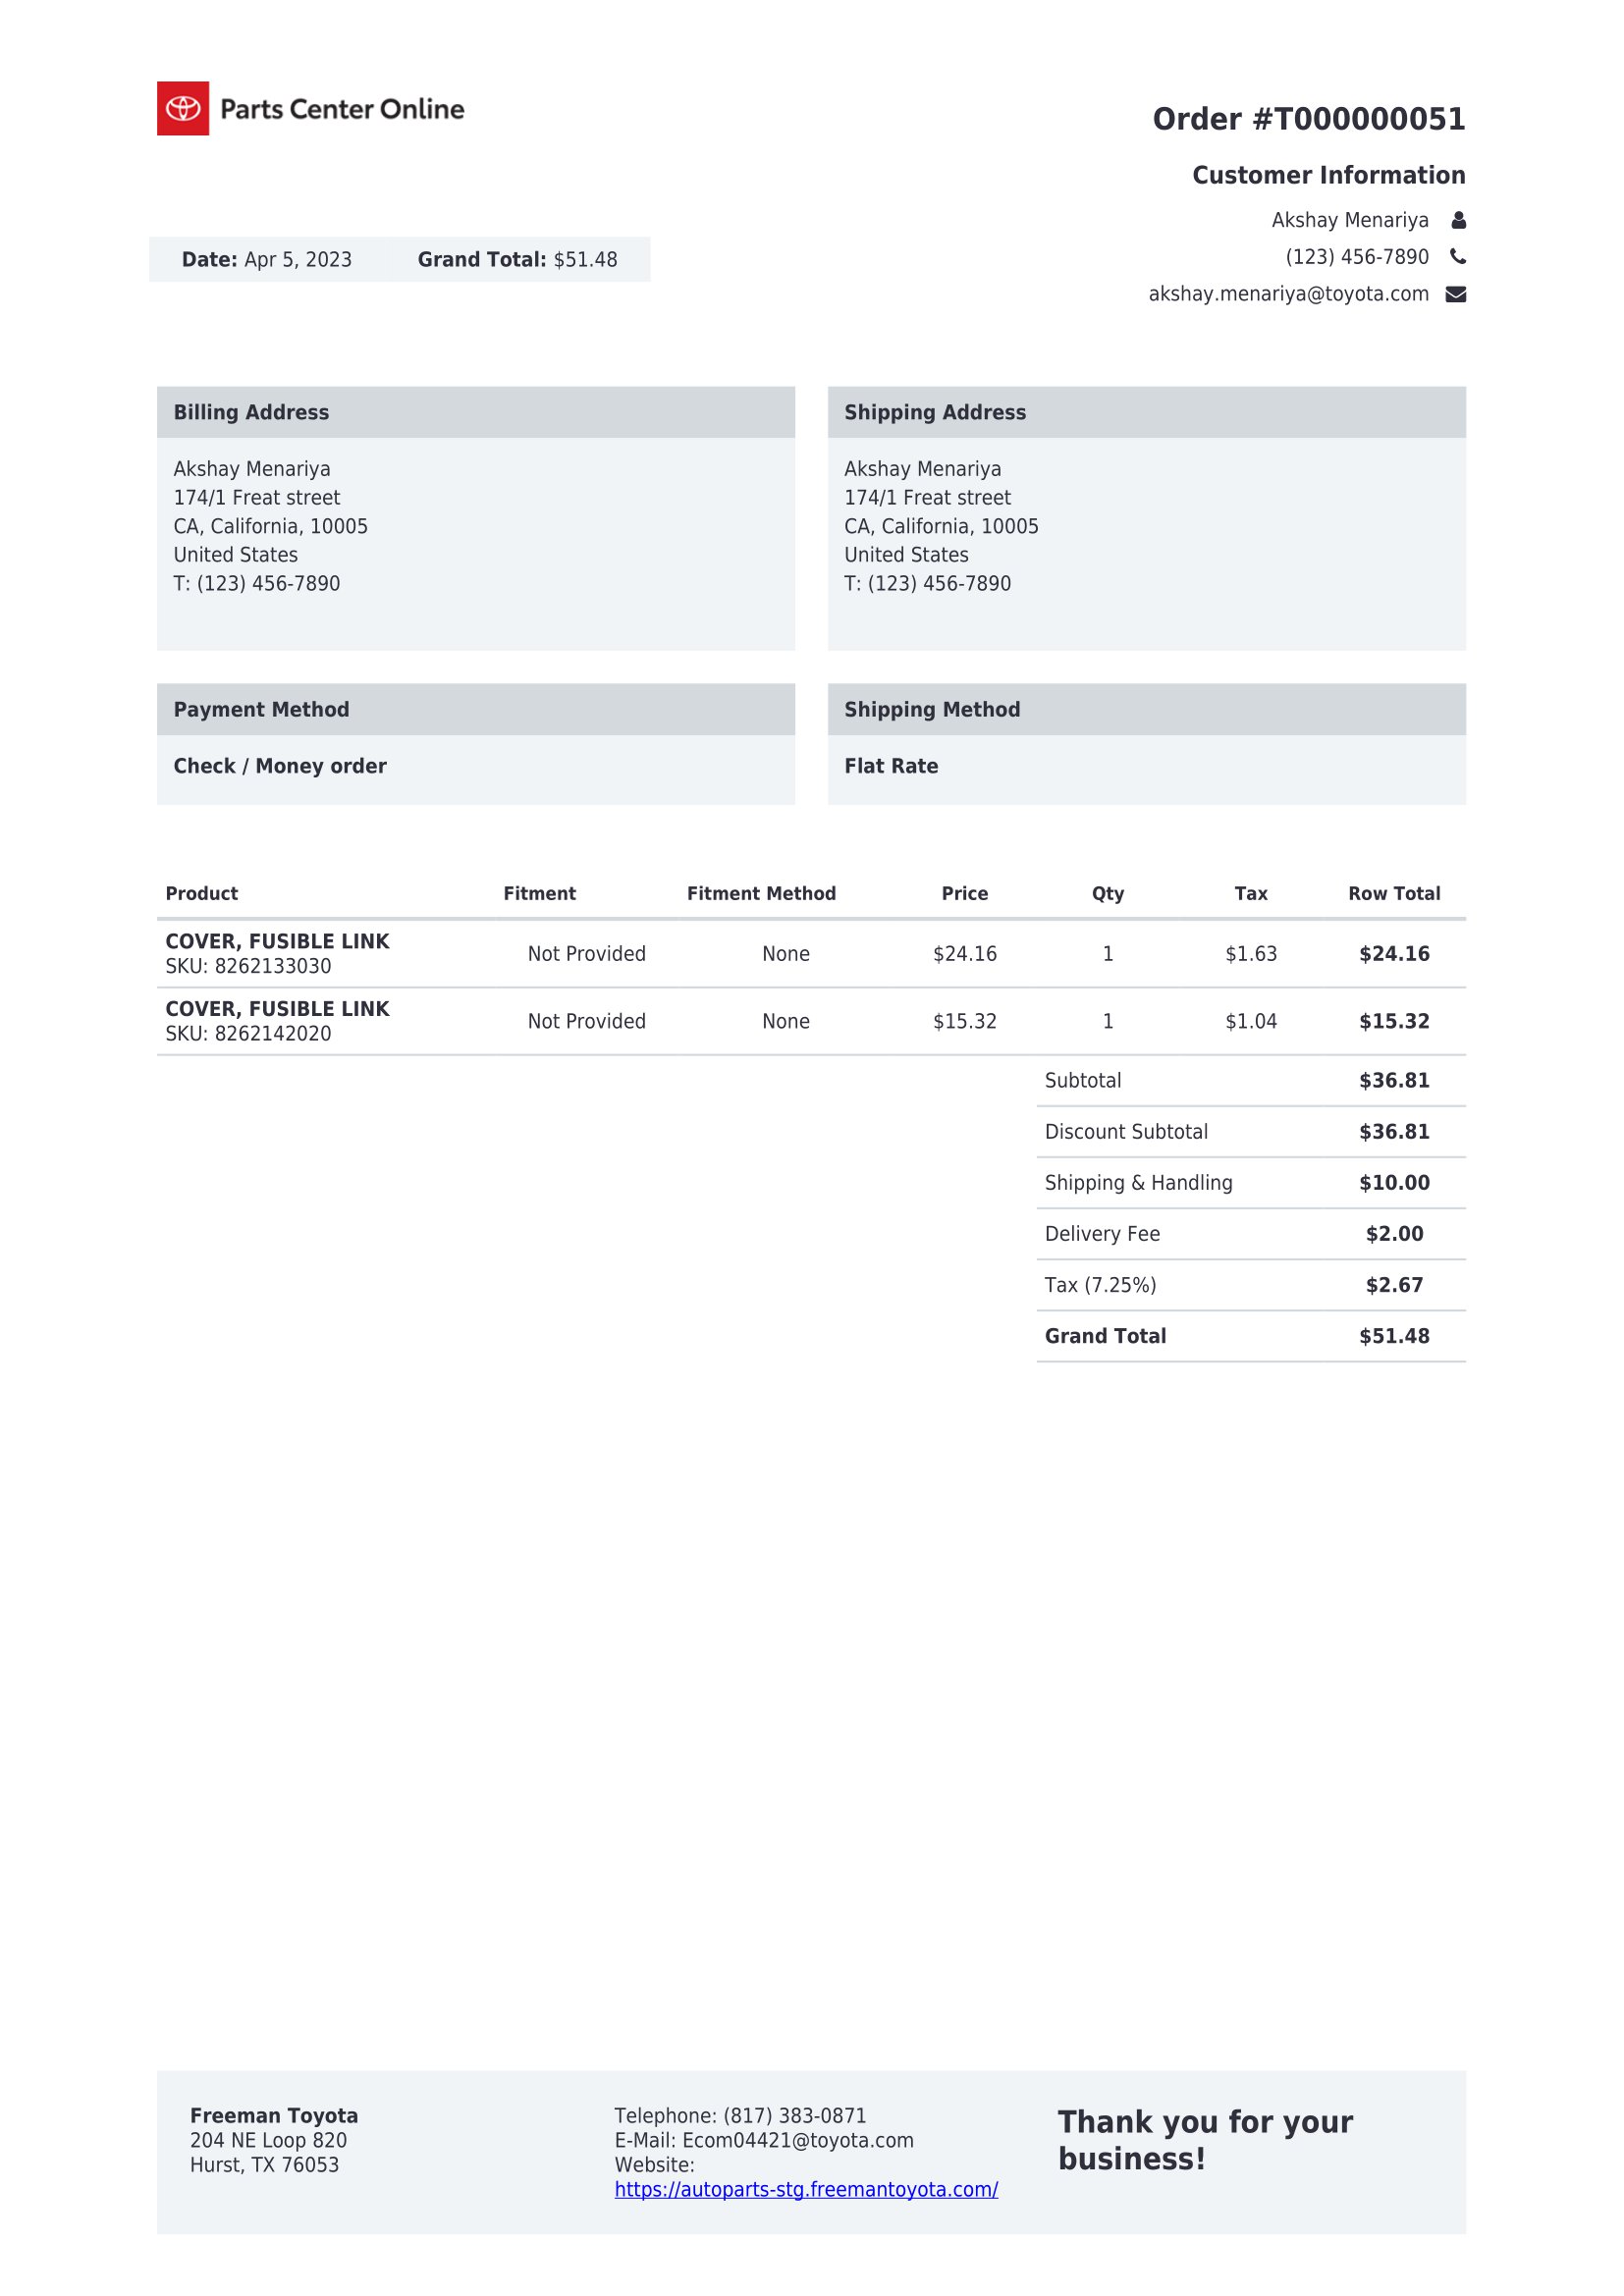 Parts Center Online
Order #T000000051
Customer Information
Akshay Menariya
(123) 456-7890
akshay.menariya@toyota.com
Date: Apr 5, 2023 Grand Total: $51.48
Billing Address
Akshay Menariya
174/1 Freat street
CA, California, 10005
United States
T: (123) 456-7890
Shipping Address
Akshay Menariya
174/1 Freat street
CA, California, 10005
United States
T: (123) 456-7890
Payment Method
Check / Money order
Shipping Method
Flat Rate
Product Fitment Fitment Method Price Qty Tax Row Total
COVER, FUSIBLE LINK
SKU: 8262133030
Not Provided None $24.16 1 $1.63 $24.16
COVER, FUSIBLE LINK
SKU: 8262142020
Not Provided None $15.32 1 $1.04 $15.32
Subtotal $36.81
Discount Subtotal $36.81
Shipping & Handling $10.00
Delivery Fee $2.00
Tax (7.25%) $2.67
Grand Total $51.48
Freeman Toyota
204 NE Loop 820
Hurst, TX 76053
Telephone: (817) 383-0871
E-Mail: Ecom04421@toyota.com
Website:
https://autoparts-stg.freemantoyota.com/
Thank you for your
business!